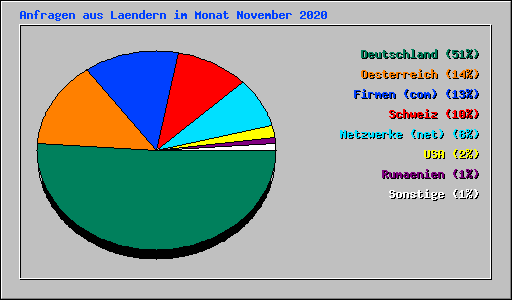 Anfragen aus Laendern im Monat November 2020
Deutschland (51%)
Oesterreich (14%)
Firmen (com) (13%)
Schweiz (10%)
Netzwerke (net) (8%)
USA (2%)
Rumaenien (1%)
Sonstige (1%)